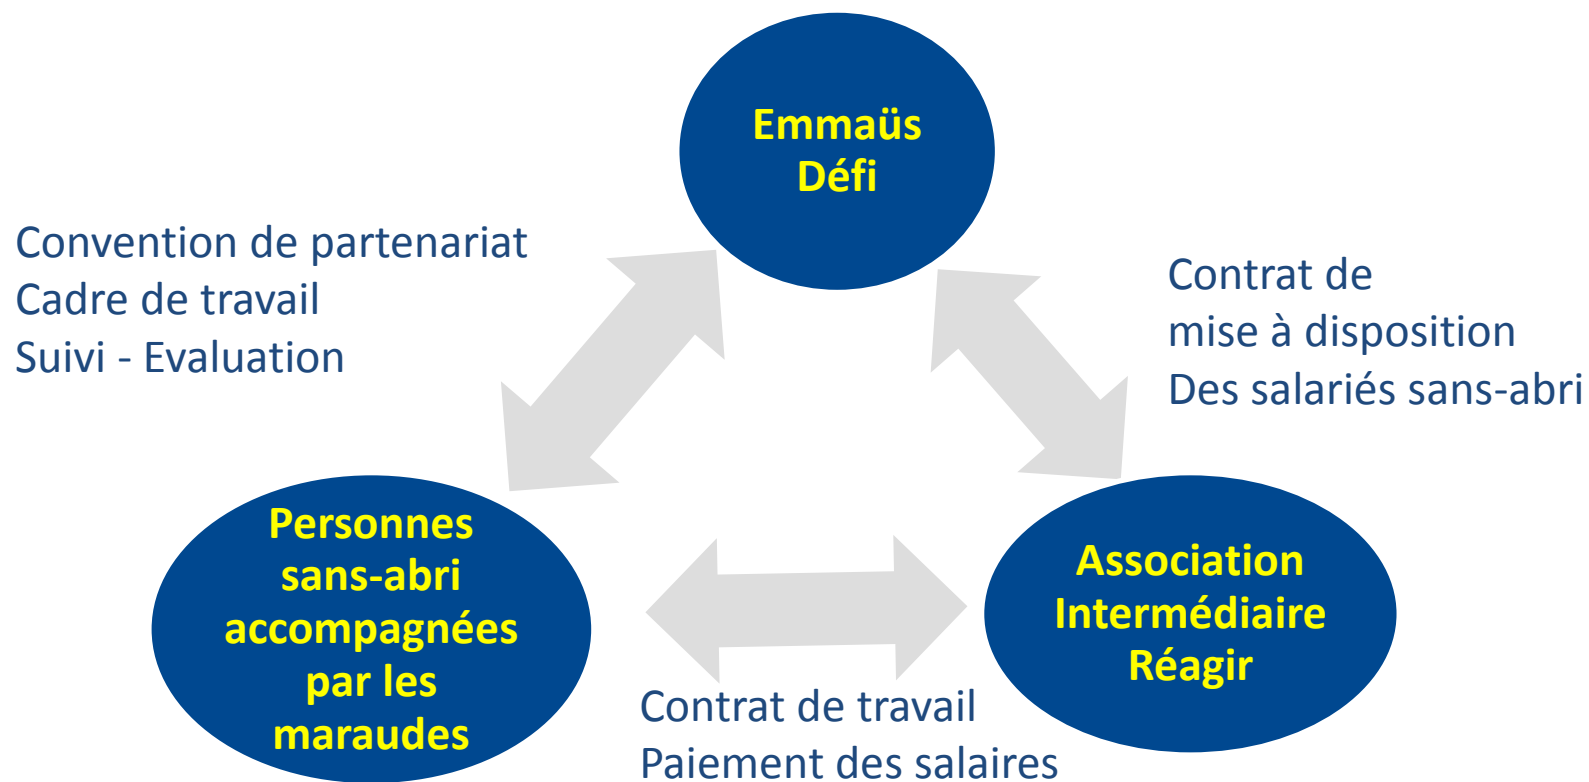 Emmaüs
Défi
Convention de partenariat
Cadre de travail
Suivi - Evaluation
Contrat de
mise à disposition
Des salariés sans-abri
Personnes
sans-abri
accompagnées
par les
maraudes
Association
Intermédiaire
Réagir
Contrat de travail
Paiement des salaires